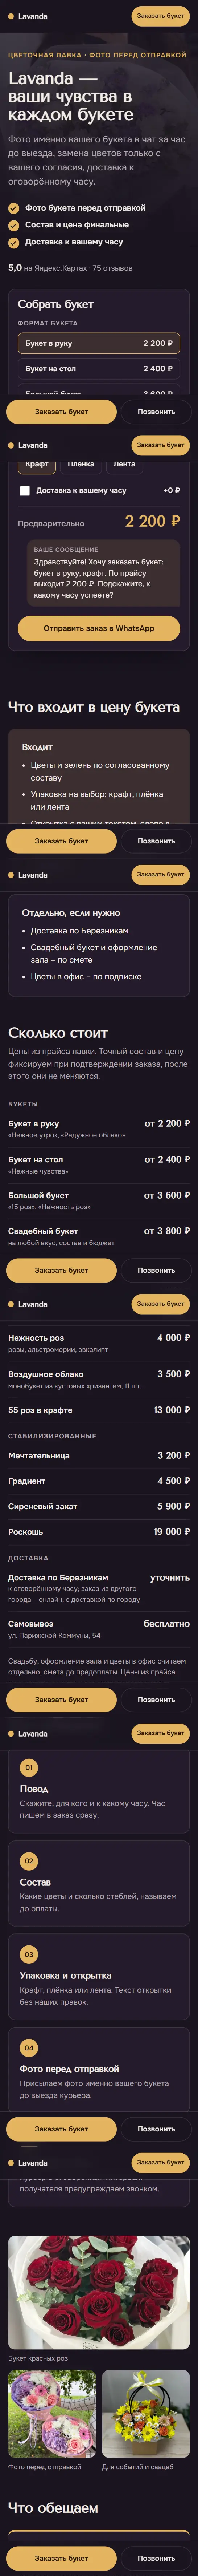 Lavanda
Заказать букет
ЦВЕТОЧНАЯ ЛАВКА · ФОТО ПЕРЕД ОТПРАВКОЙ
Lavanda —
ваши чувства в
каждом букете
Фото именно вашего букета в чат за час
до выезда, замена цветов только с
вашего согласия, доставка к
оговорённому часу.
Фото букета перед отправкой
Состав и цена финальные
Доставка к вашему часу
5,0 на Яндекс.Картах · 75 отзывов
Собрать букет
ФОРМАТ БУКЕТА
Букет в руку 2 200 ₽
Букет на стол 2 400 ₽
Заказать букет Позвонить
Lavanda
Заказать букет
Крафт Плёнка Лента
Доставка к вашему часу +0 ₽
Предварительно 2 200 ₽
ВАШЕ СООБЩЕНИЕ
Здравствуйте! Хочу заказать букет:
букет в руку, крафт. По прайсу
выходит 2 200 ₽. Подскажите, к
какому часу успеете?
Отправить заказ в WhatsApp
Что входит в цену букета
Входит
• Цветы и зелень по согласованному
составу
• Упаковка на выбор: крафт, плёнка
или лента
Заказать букет Позвонить
Lavanda
Заказать букет
Отдельно, если нужно
• Доставка по Березникам
• Свадебный букет и оформление
зала – по смете
• Цветы в офис – по подписке
Сколько стоит
Цены из прайса лавки. Точный состав и цену
фиксируем при подтверждении заказа, после
этого они не меняются.
БУКЕТЫ
Букет в руку от 2 200 ₽
«Нежное утро», «Радужное облако»
Букет на стол от 2 400 ₽
«Нежные чувства»
Большой букет от 3 600 ₽
«15 роз», «Нежность роз»
Свадебный букет от 3 800 ₽
на любой вкус, состав и бюджет
Заказать букет Позвонить
Lavanda
Заказать букет
Нежность роз 4 000 ₽
розы, альстромерии, эвкалипт
Воздушное облако 3 500 ₽
монобукет из кустовых хризантем, 11 шт.
55 роз в крафте 13 000 ₽
СТАБИЛИЗИРОВАННЫЕ
Мечтательница 3 200 ₽
Градиент 4 500 ₽
Сиреневый закат 5 900 ₽
Роскошь 19 000 ₽
ДОСТАВКА
Доставка по Березникам уточнить
к оговорённому часу; заказ из другого
города – онлайн, с доставкой по городу
Самовывоз бесплатно
ул. Парижской Коммуны, 54
Свадьбу, оформление зала и цветы в офис считаем
отдельно, смета до предоплаты. Цены из прайса
Заказать букет Позвонить
Lavanda
Заказать букет
01
Повод
Скажите, для кого и к какому часу. Час
пишем в заказ сразу.
02
Состав
Какие цветы и сколько стеблей, называем
до оплаты.
03
Упаковка и открытка
Крафт, плёнка или лента. Текст открытки
без наших правок.
04
Фото перед отправкой
Присылаем фото именно вашего букета
до выезда курьера.
Заказать букет Позвонить
Lavanda
Заказать букет
получателя предупреждаем звонком.
Букет красных роз
Фото перед отправкой
Для событий и свадеб
Что обещаем
Заказать букет Позвонить